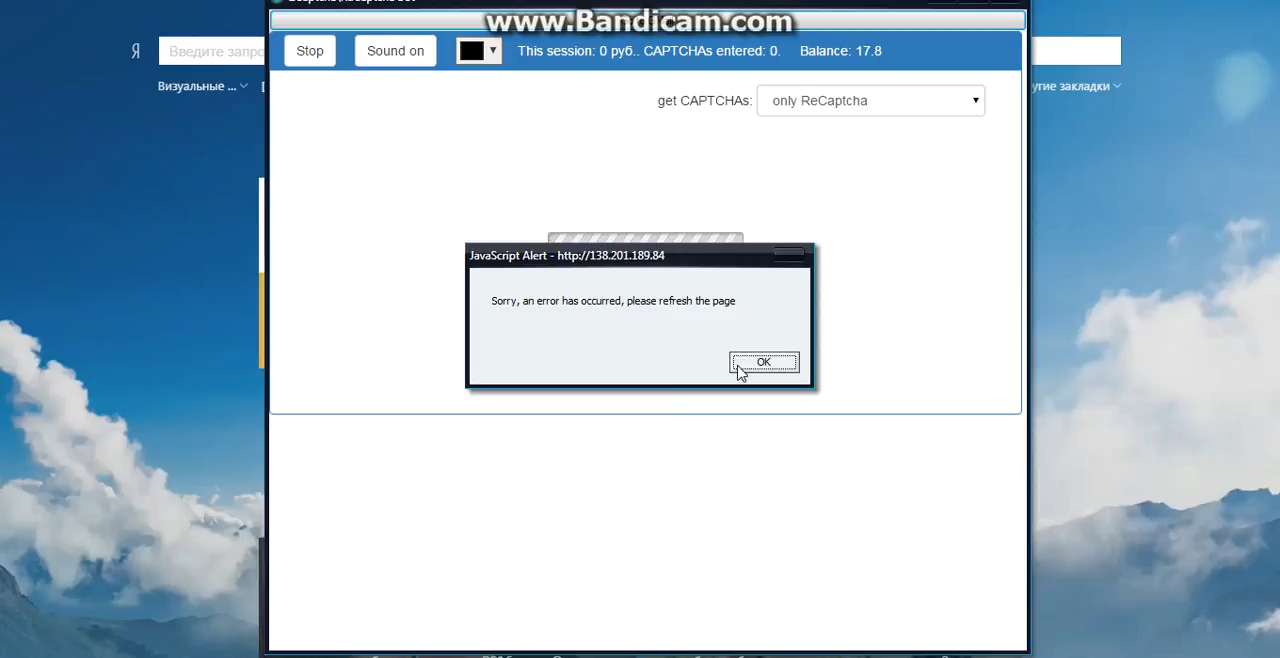 www.Bandicam.com
Я
Введите запро
Stop
Sound on
This session: 0 руб.. CAPTCHAs entered: 0.
Balance: 17.8
Визуальные ...
закладки
get CAPTCHAs:
only ReCaptcha
JavaScript Alert - http://138.201.189.84
Sorry, an error has occurred, please refresh the page
OK